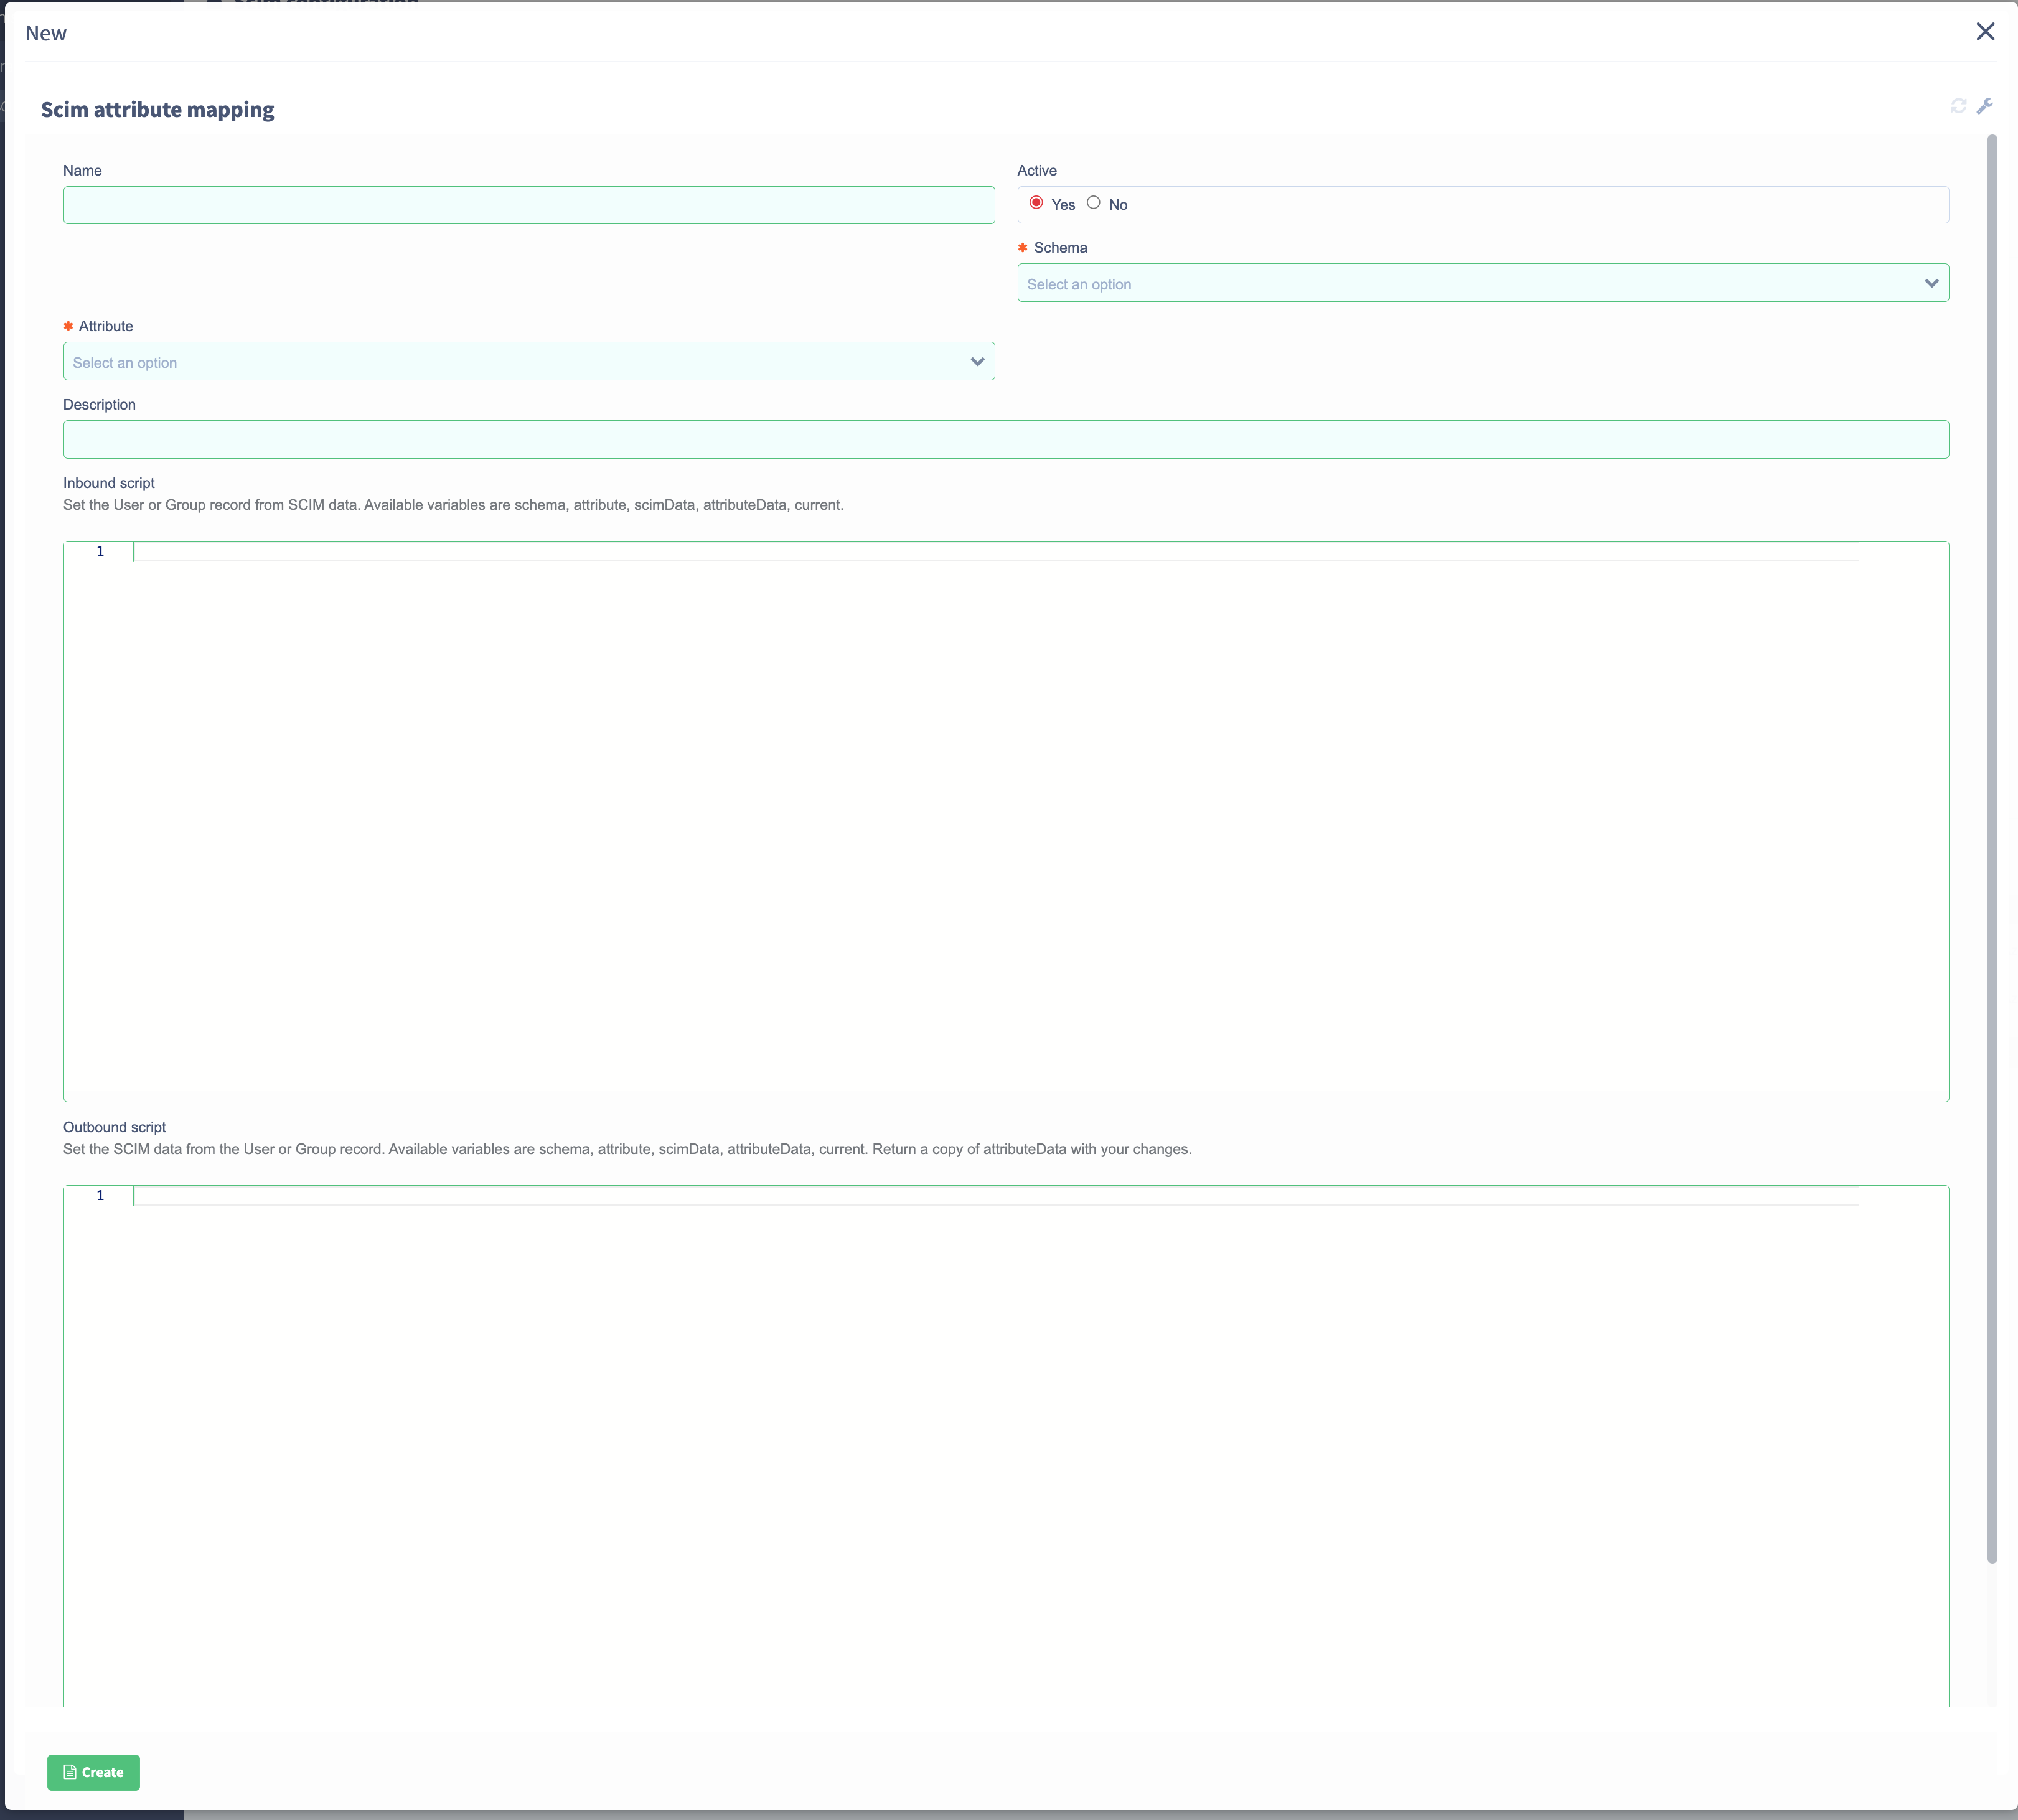 New
Scim attribute mapping
Name
Active
Yes No
✱ Schema
Select an option
✱ Attribute
Select an option
Description
Inbound script
Set the User or Group record from SCIM data. Available variables are schema, attribute, scimData, attributeData, current.
1
Outbound script
Set the SCIM data from the User or Group record. Available variables are schema, attribute, scimData, attributeData, current. Return a copy of attributeData with your changes.
1
Create